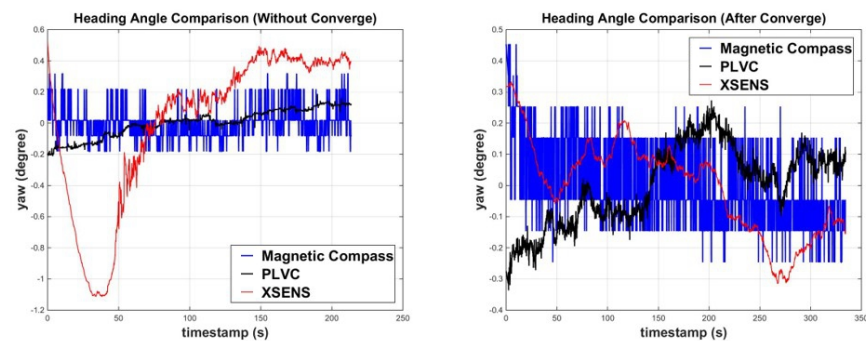 Heading Angle Comparison (Without Converge)
0.6
0.4
0.2
0
-0.2
-0.4
-0.6
-0.8
-1
-1.2
yaw (degree)
Magnetic Compass
PLVC
XSENS
0 50 100 150 200 250
timestamp (s)
Heading Angle Comparison (After Converge)
0.5
0.4
0.3
0.2
0.1
0
-0.1
-0.2
-0.3
-0.4
yaw (degree)
Magnetic Compass
PLVC
XSENS
0 50 100 150 200 250 300 350
timestamp (s)